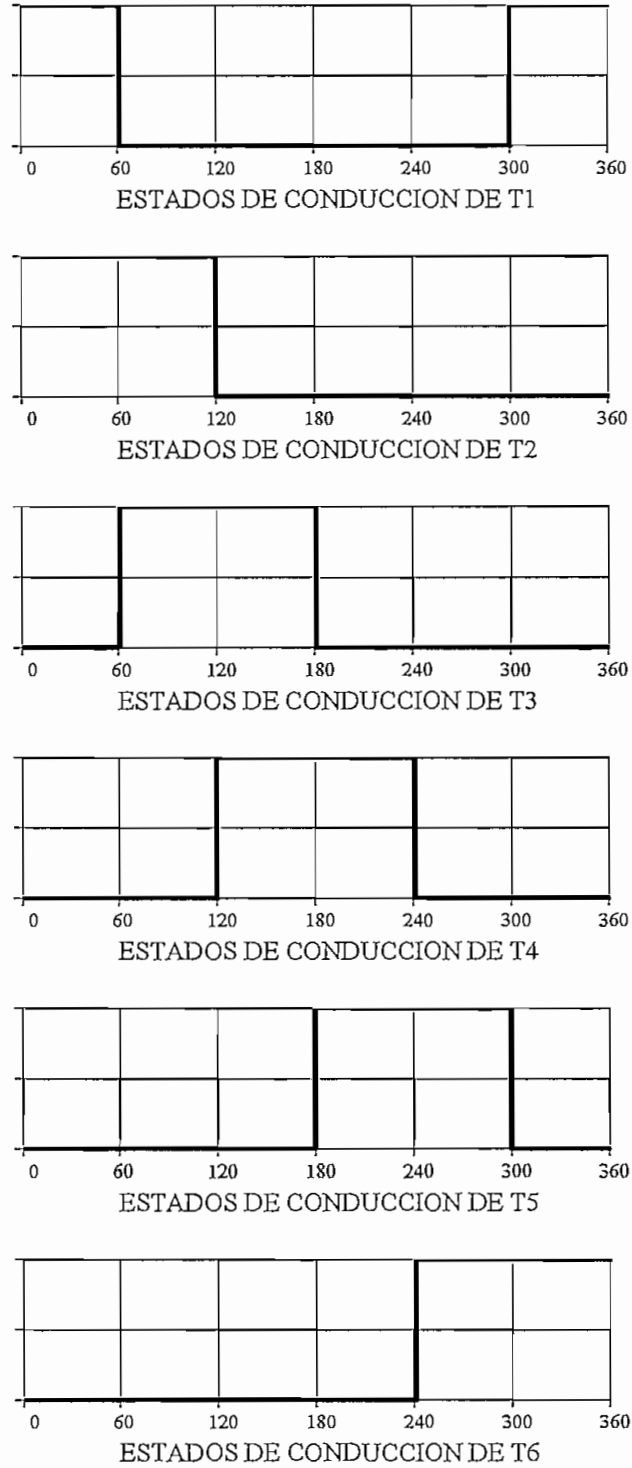 0 60 120 180 240 300 360
ESTADOS DE CONDUCCION DE T1
0 60 120 180 240 300 360
ESTADOS DE CONDUCCION DE T2
0 60 120 180 240 300 360
ESTADOS DE CONDUCCION DE T3
0 60 120 180 240 300 360
ESTADOS DE CONDUCCION DE T4
0 60 120 180 240 300 360
ESTADOS DE CONDUCCION DE T5
0 60 120 180 240 300 360
ESTADOS DE CONDUCCION DE T6